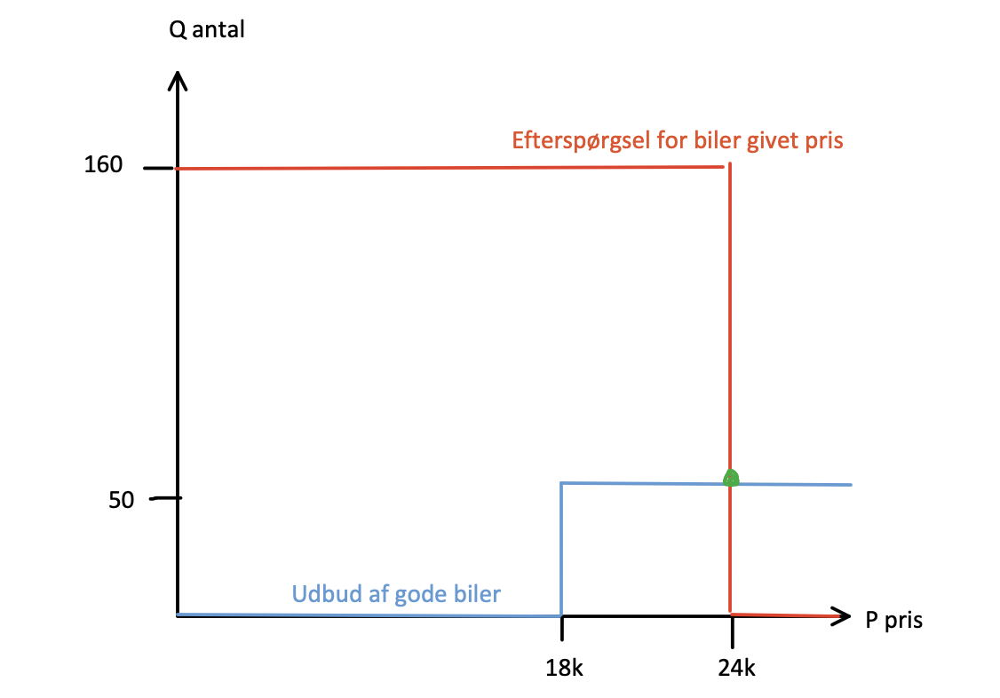 Q antal
Efterspørgsel for biler givet pris
160
50
Udbud af gode biler
P pris
18k
24k